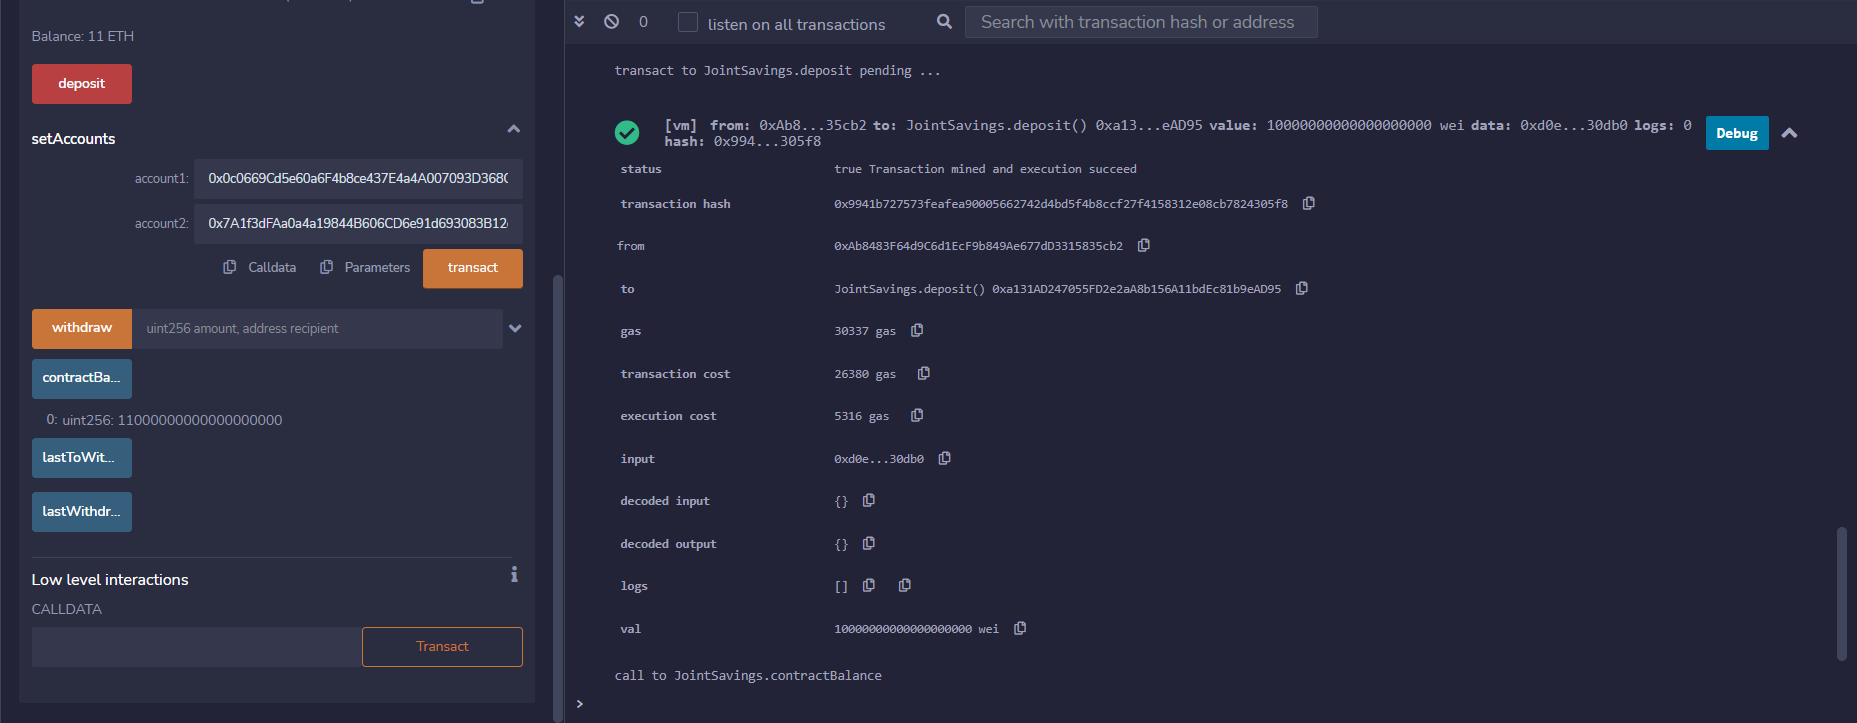 Balance: 11 ETH
deposit
setAccounts
account1: 0x0c0669Cd5e60a6F4b8ce437E4a4A007093D368C
account2: 0x7A1f3dFAa0a4a19844B606CD6e91d693083B12
Calldata Parameters transact
withdraw uint256 amount, address recipient
contractBa...
0: uint256: 11000000000000000000
lastToWit...
lastWithdr...
Low level interactions
CALLDATA
Transact
0 listen on all transactions Search with transaction hash or address
transact to JointSavings.deposit pending ...
[vm] from: 0xAb8...35cb2 to: JointSavings.deposit() 0xa13...eAD95 value: 10000000000000000000 wei data: 0xd0e...30db0 logs: 0
hash: 0x994...305f8
Debug
status true Transaction mined and execution succeed
transaction hash 0x9941b727573feafea90005662742d4bd5f4b8ccf27f4158312e08cb7824305f8
from 0xAb8483F64d9C6d1EcF9b849Ae677dD3315835cb2
to JointSavings.deposit() 0xa131AD247055FD2e2aA8b156A11bdEc81b9eAD95
gas 30337 gas
transaction cost 26380 gas
execution cost 5316 gas
input 0xd0e...30db0
decoded input {}
decoded output {}
logs []
val 10000000000000000000 wei
call to JointSavings.contractBalance
>